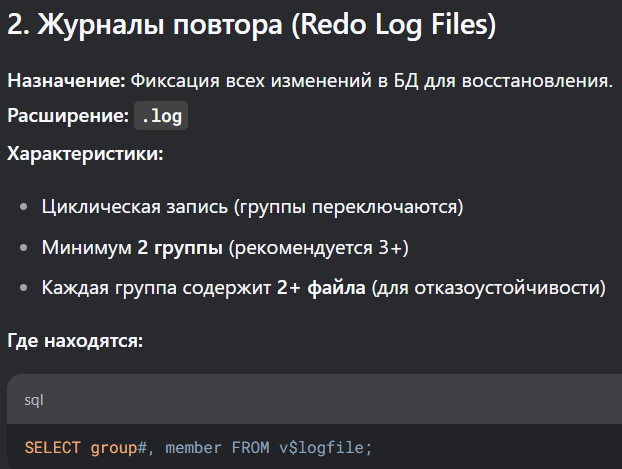 2. Журналы повтора (Redo Log Files)
Назначение: Фиксация всех изменений в БД для восстановления.
Расширение: .log
Характеристики:
Циклическая запись (группы переключаются)
Минимум 2 группы (рекомендуется 3+)
Каждая группа содержит 2+ файла (для отказоустойчивости)
Где находятся:
sql
SELECT group#, member FROM v$logfile;